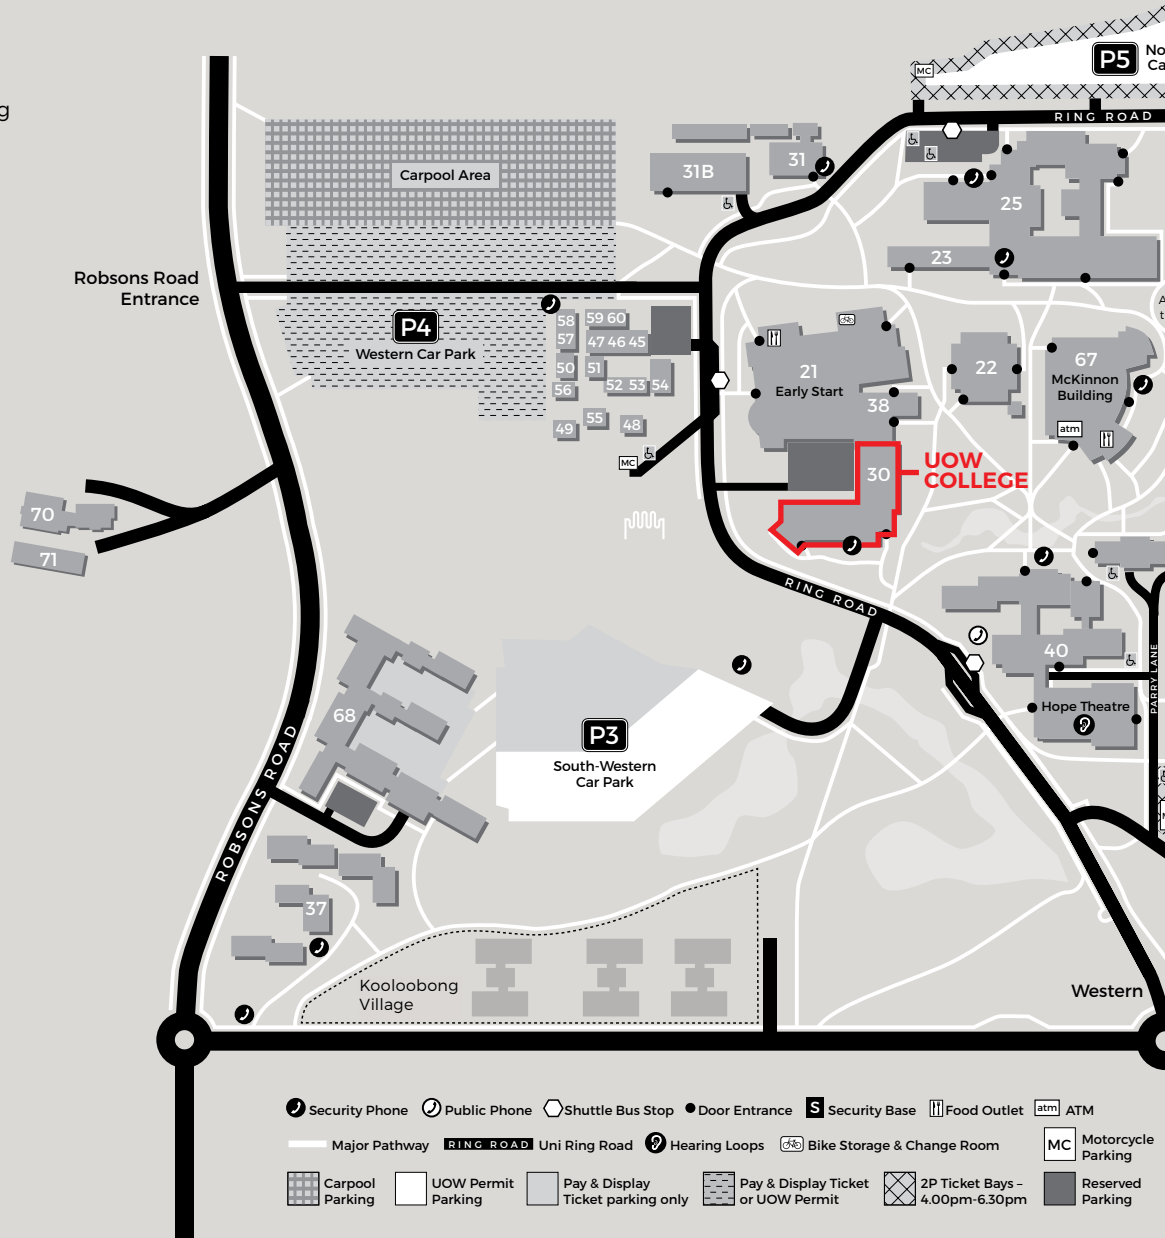 g
MC
P5
No
Ca
RING ROAD
Carpool Area
31B
31
25
23
Robsons Road
Entrance
P4
Western Car Park
58
59 60
57
47 46 45
50
51
56
52 53 54
55
49
48
MC
21
Early Start
38
22
67
McKinnon
Building
atm
A
t
30
UOW
COLLEGE
70
71
RING ROAD
40
Hope Theatre
PARRY LANE
68
P3
South-Western
Car Park
ROBSONS ROAD
37
Kooloobong
Village
Western
Security Phone
Public Phone
Shuttle Bus Stop
Door Entrance
S
Security Base
Food Outlet
atm
ATM
Major Pathway
RING ROAD
Uni Ring Road
Hearing Loops
Bike Storage & Change Room
MC
Motorcycle
Parking
Carpool
Parking
UOW Permit
Parking
Pay & Display
Ticket parking only
Pay & Display Ticket
or UOW Permit
2P Ticket Bays –
4.00pm-6.30pm
Reserved
Parking